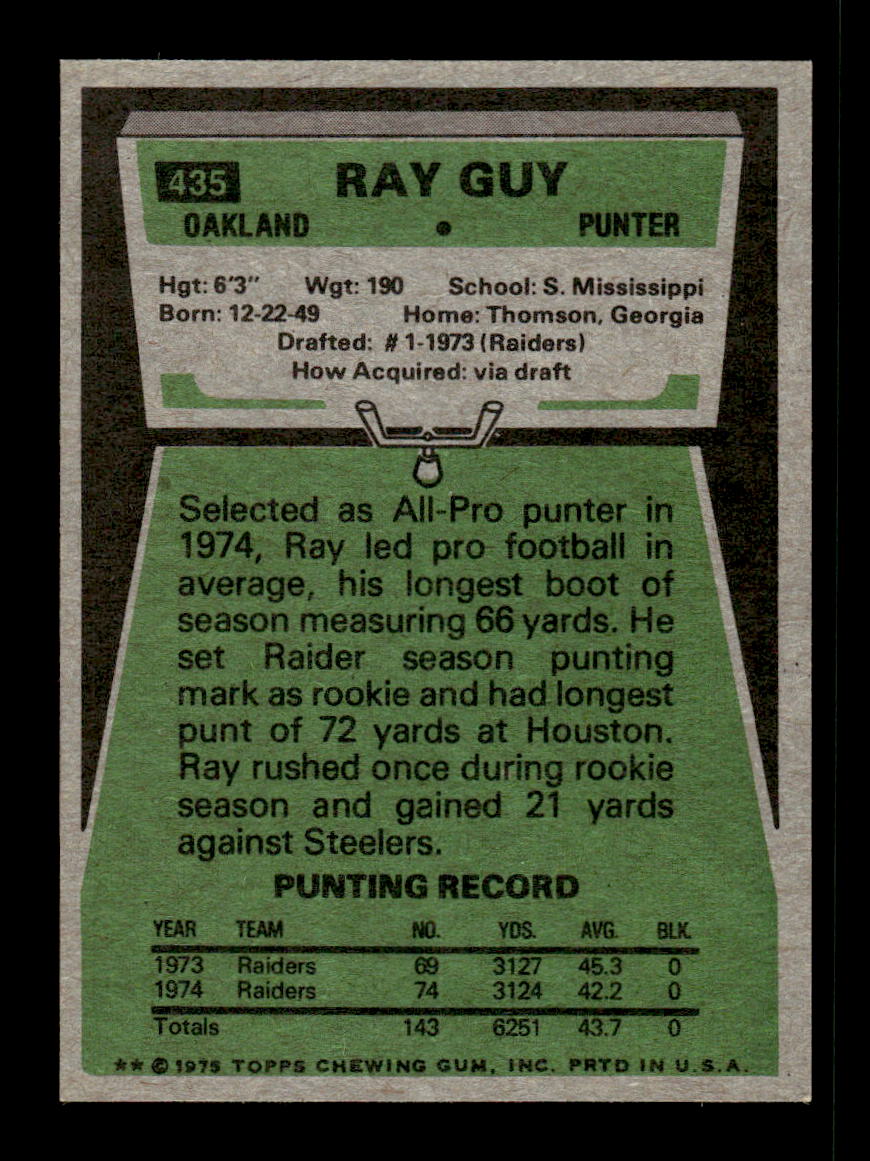 435 RAY GUY
OAKLAND • PUNTER
Hgt: 6'3" Wgt: 190 School: S. Mississippi
Born: 12-22-49 Home: Thomson, Georgia
Drafted: #1-1973 (Raiders)
How Acquired: via draft
Selected as All-Pro punter in
1974, Ray led pro football in
average, his longest boot of
season measuring 66 yards. He
set Raider season punting
mark as rookie and had longest
punt of 72 yards at Houston.
Ray rushed once during rookie
season and gained 21 yards
against Steelers.
PUNTING RECORD
YEAR TEAM NO. YDS. AVG. BLK.
1973 Raiders 69 3127 45.3 0
1974 Raiders 74 3124 42.2 0
Totals 143 6251 43.7 0
** © 1975 TOPPS CHEWING GUM, INC. PRTD IN U.S.A.